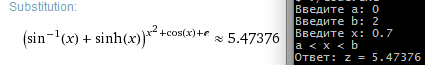 Substitution:
(sin⁻¹(x) + sinh(x))^(x²+cos(x)+e) ≈ 5.47376
Введите a: 0
Введите b: 2
Введите x: 0.7
a < x < b
Ответ: z = 5.47376